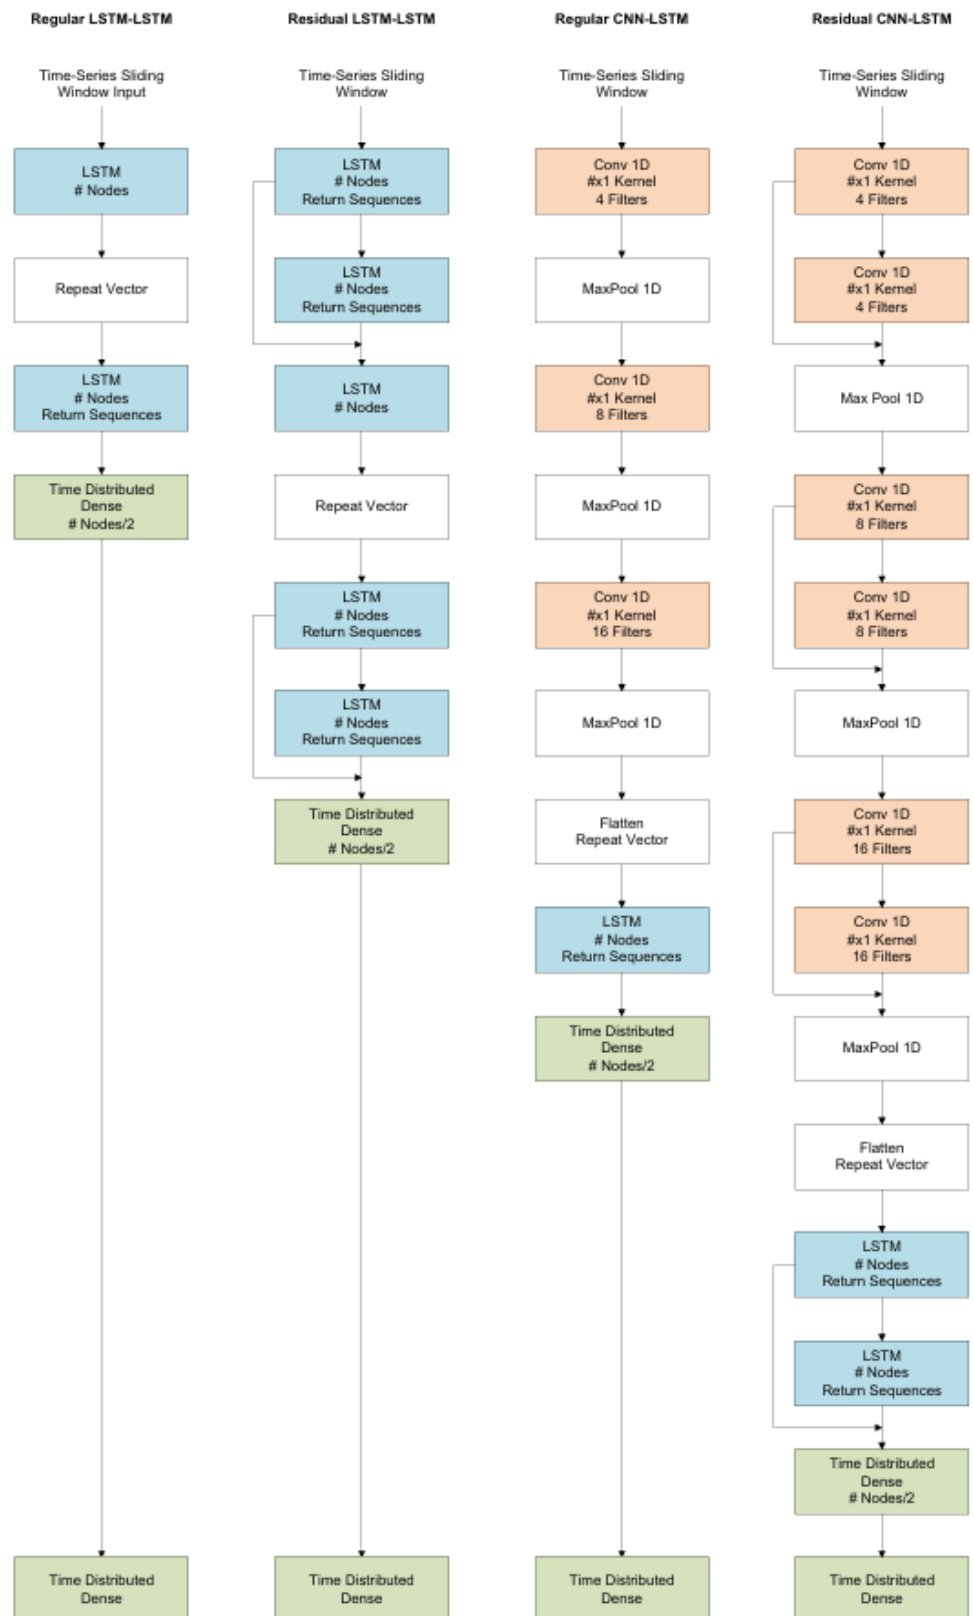 Regular LSTM-LSTM
Time-Series Sliding
Window Input
LSTM
# Nodes
Repeat Vector
LSTM
# Nodes
Return Sequences
Time Distributed
Dense
# Nodes/2
Time Distributed
Dense
Residual LSTM-LSTM
Time-Series Sliding
Window
LSTM
# Nodes
Return Sequences
LSTM
# Nodes
Return Sequences
LSTM
# Nodes
Repeat Vector
LSTM
# Nodes
Return Sequences
LSTM
# Nodes
Return Sequences
Time Distributed
Dense
# Nodes/2
Time Distributed
Dense
Regular CNN-LSTM
Time-Series Sliding
Window
Conv 1D
#x1 Kernel
4 Filters
MaxPool 1D
Conv 1D
#x1 Kernel
8 Filters
MaxPool 1D
Conv 1D
#x1 Kernel
16 Filters
MaxPool 1D
Flatten
Repeat Vector
LSTM
# Nodes
Return Sequences
Time Distributed
Dense
# Nodes/2
Time Distributed
Dense
Residual CNN-LSTM
Time-Series Sliding
Window
Conv 1D
#x1 Kernel
4 Filters
Conv 1D
#x1 Kernel
4 Filters
Max Pool 1D
Conv 1D
#x1 Kernel
8 Filters
Conv 1D
#x1 Kernel
8 Filters
MaxPool 1D
Conv 1D
#x1 Kernel
16 Filters
Conv 1D
#x1 Kernel
16 Filters
MaxPool 1D
Flatten
Repeat Vector
LSTM
# Nodes
Return Sequences
LSTM
# Nodes
Return Sequences
Time Distributed
Dense
# Nodes/2
Time Distributed
Dense